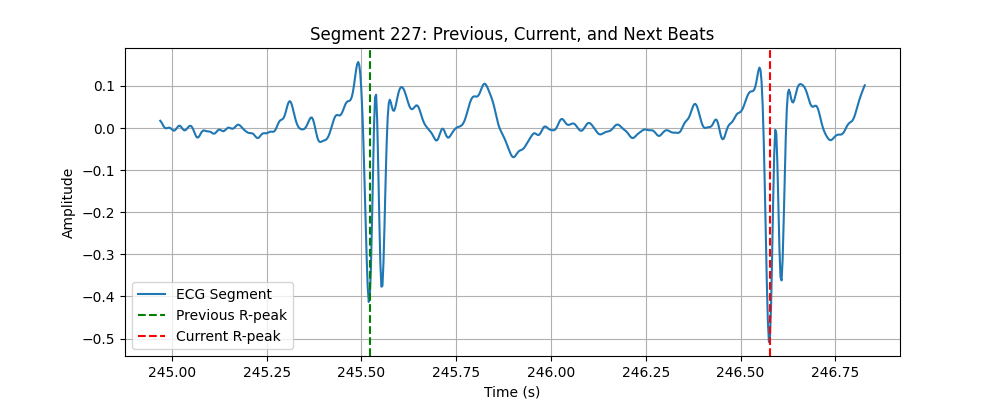 Segment 227: Previous, Current, and Next Beats
Amplitude
0.1
0.0
−0.1
−0.2
−0.3
−0.4
−0.5
ECG Segment
Previous R-peak
Current R-peak
245.00 245.25 245.50 245.75 246.00 246.25 246.50 246.75
Time (s)